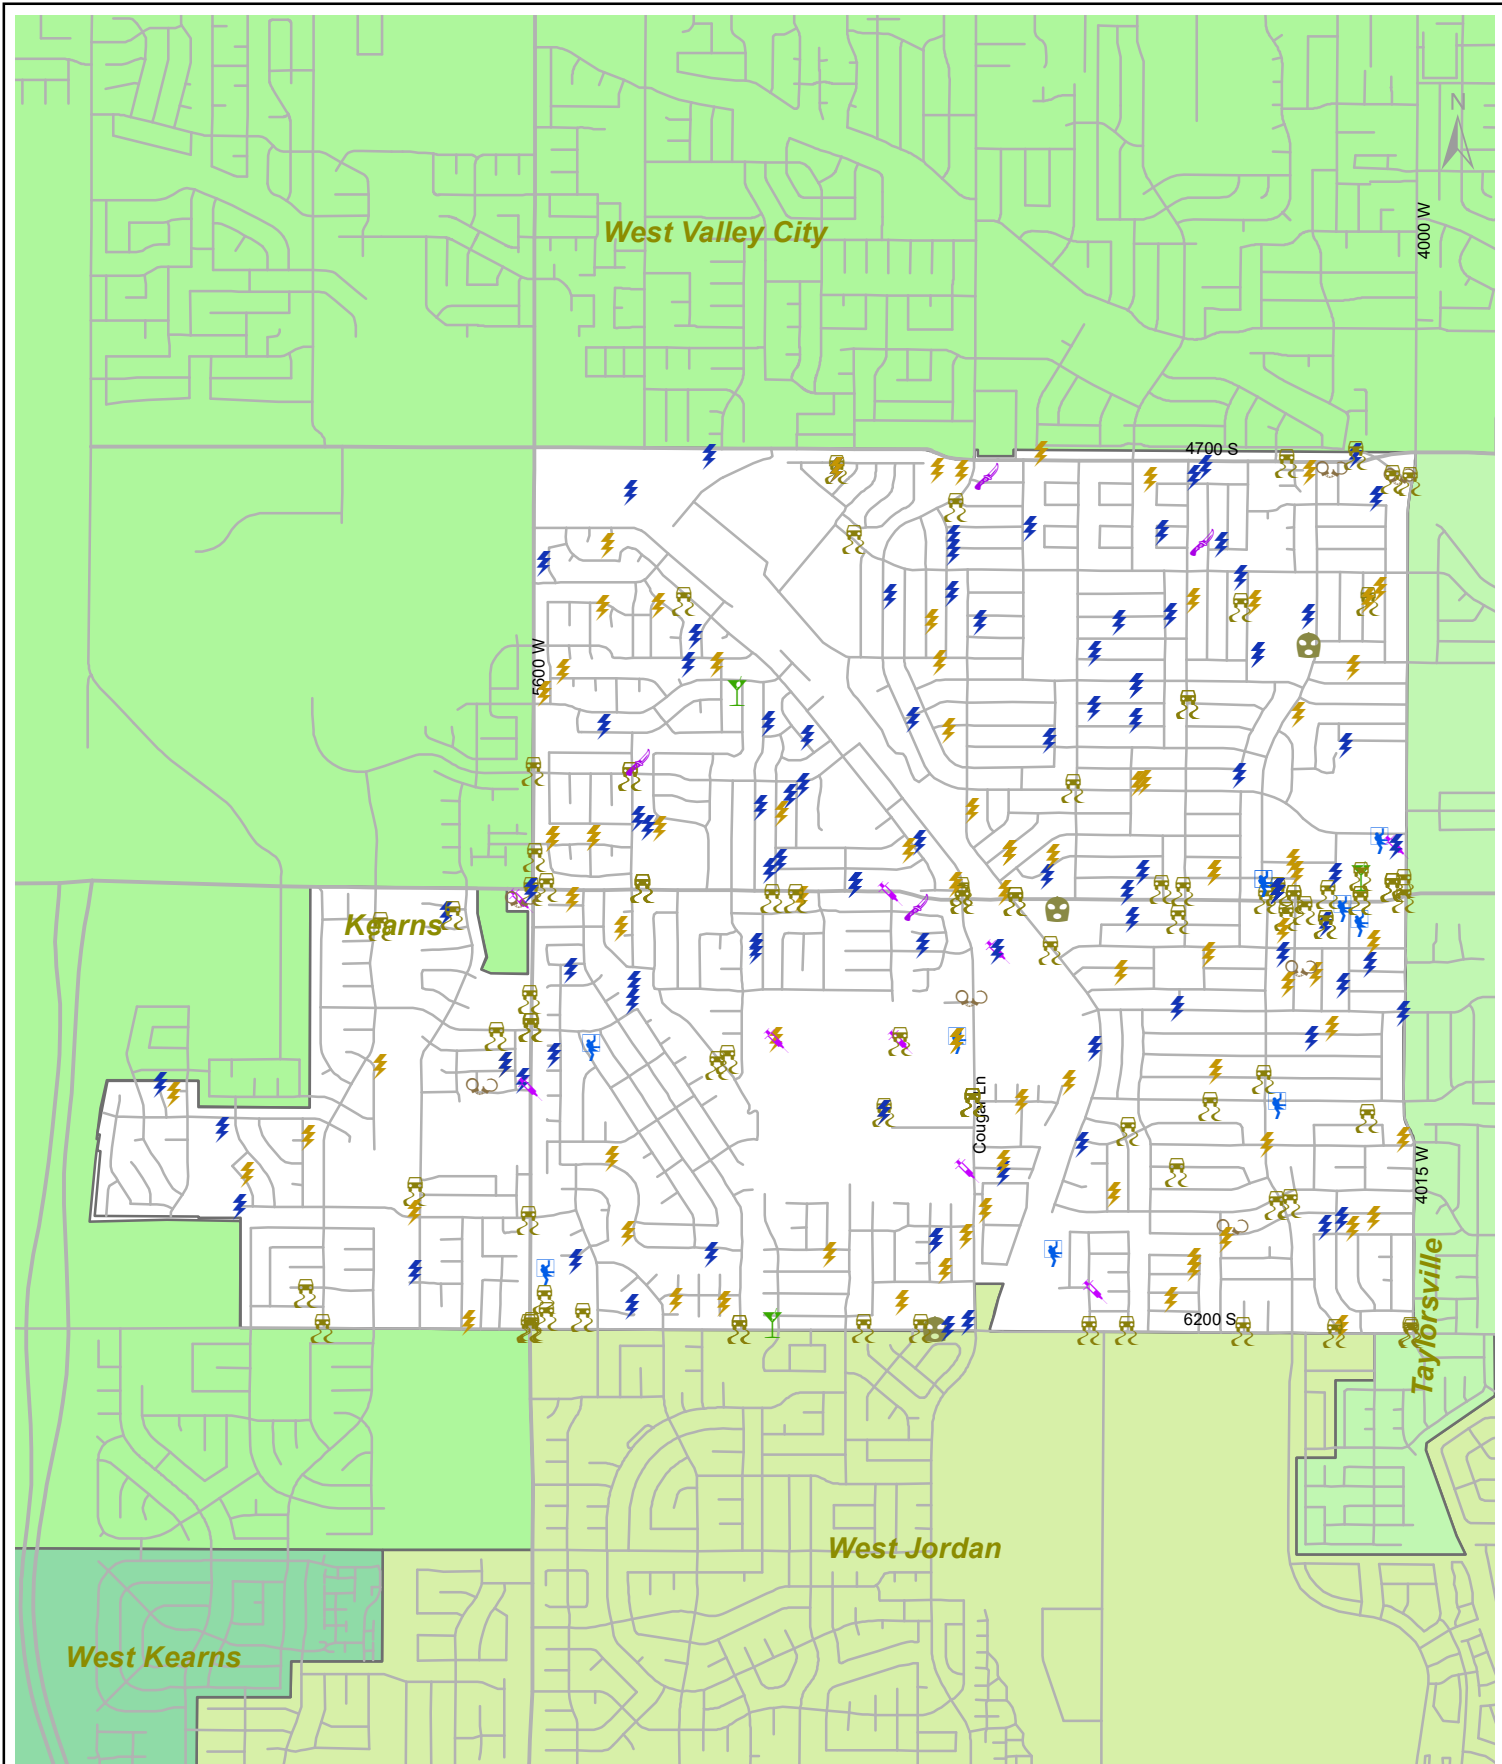 N
4000 W
West Valley City
4700 S
5600 W
Kearns
Cougar Ln
4015 W
Taylorsville
6200 S
West Jordan
West Kearns